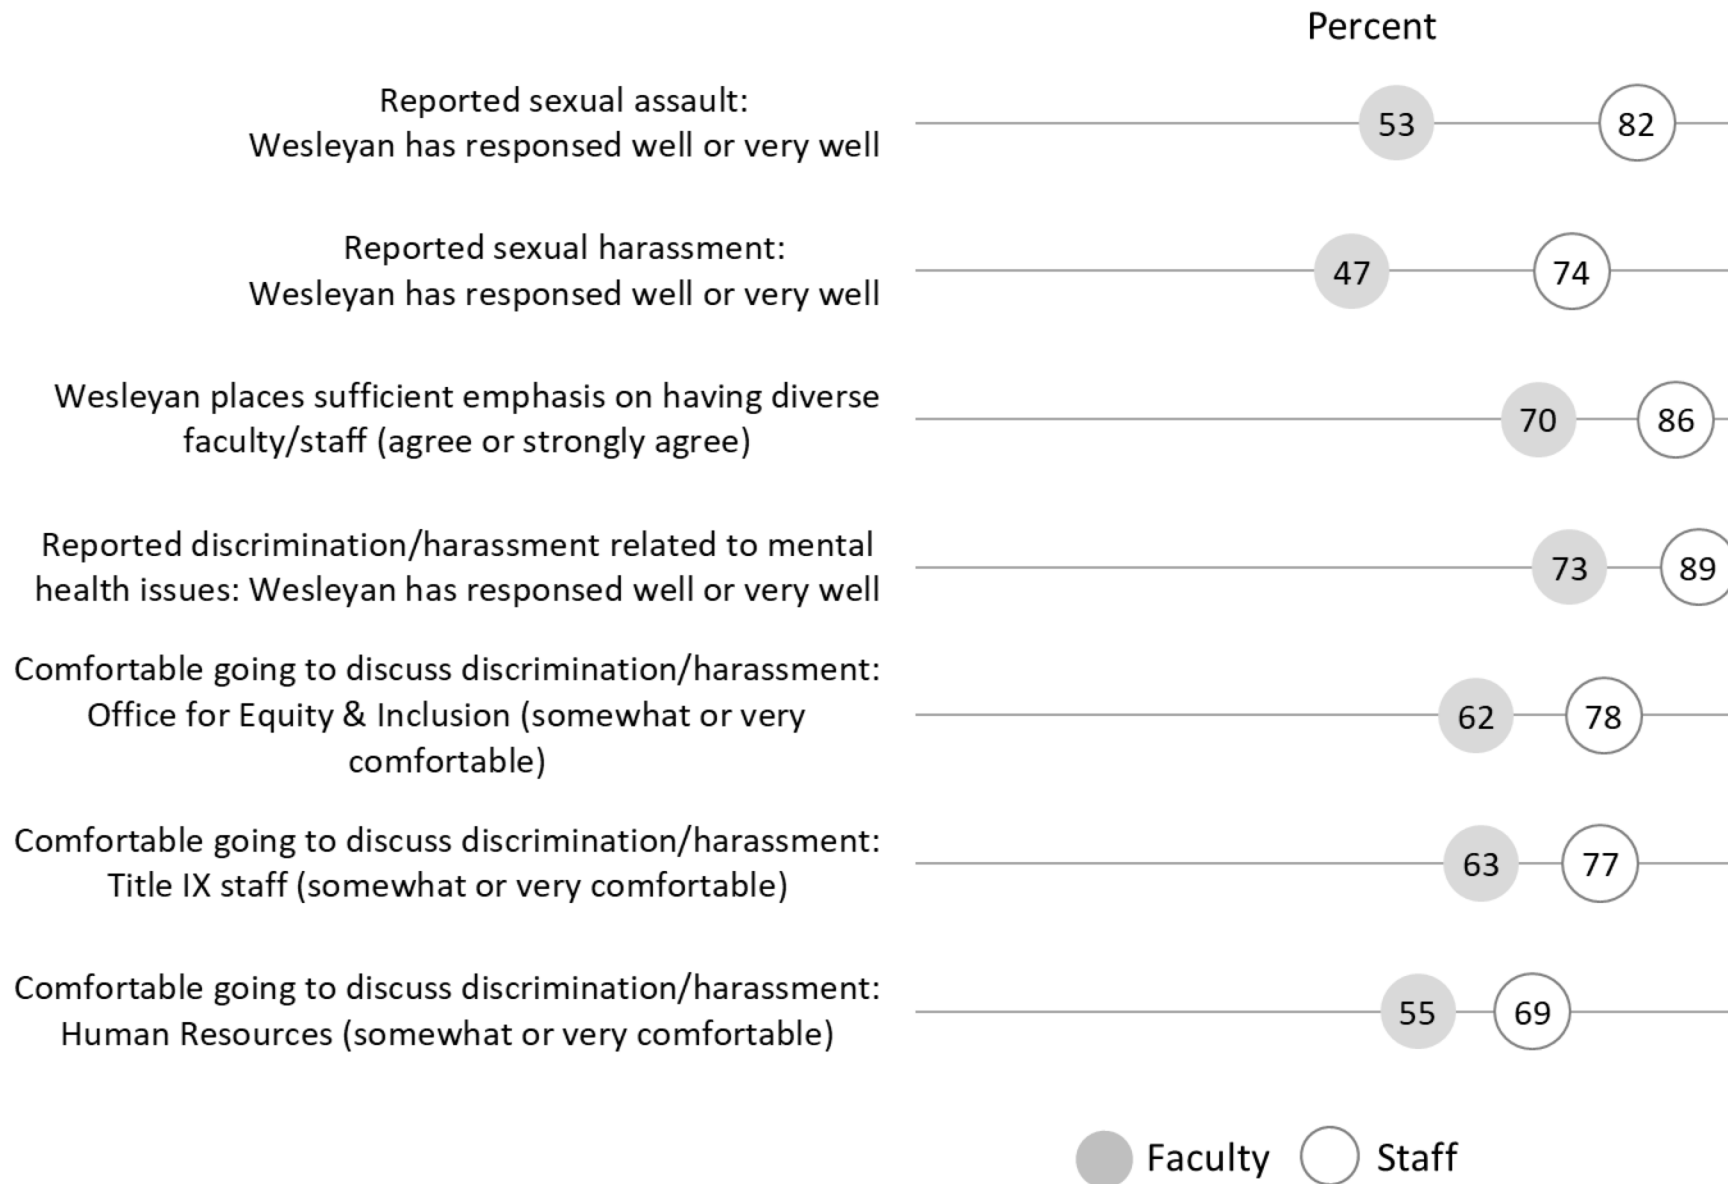 Percent
Reported sexual assault:
Wesleyan has responsed well or very well
53 82
Reported sexual harassment:
Wesleyan has responsed well or very well
47 74
Wesleyan places sufficient emphasis on having diverse
faculty/staff (agree or strongly agree)
70 86
Reported discrimination/harassment related to mental
health issues: Wesleyan has responsed well or very well
73 89
Comfortable going to discuss discrimination/harassment:
Office for Equity & Inclusion (somewhat or very
comfortable)
62 78
Comfortable going to discuss discrimination/harassment:
Title IX staff (somewhat or very comfortable)
63 77
Comfortable going to discuss discrimination/harassment:
Human Resources (somewhat or very comfortable)
55 69
Faculty Staff